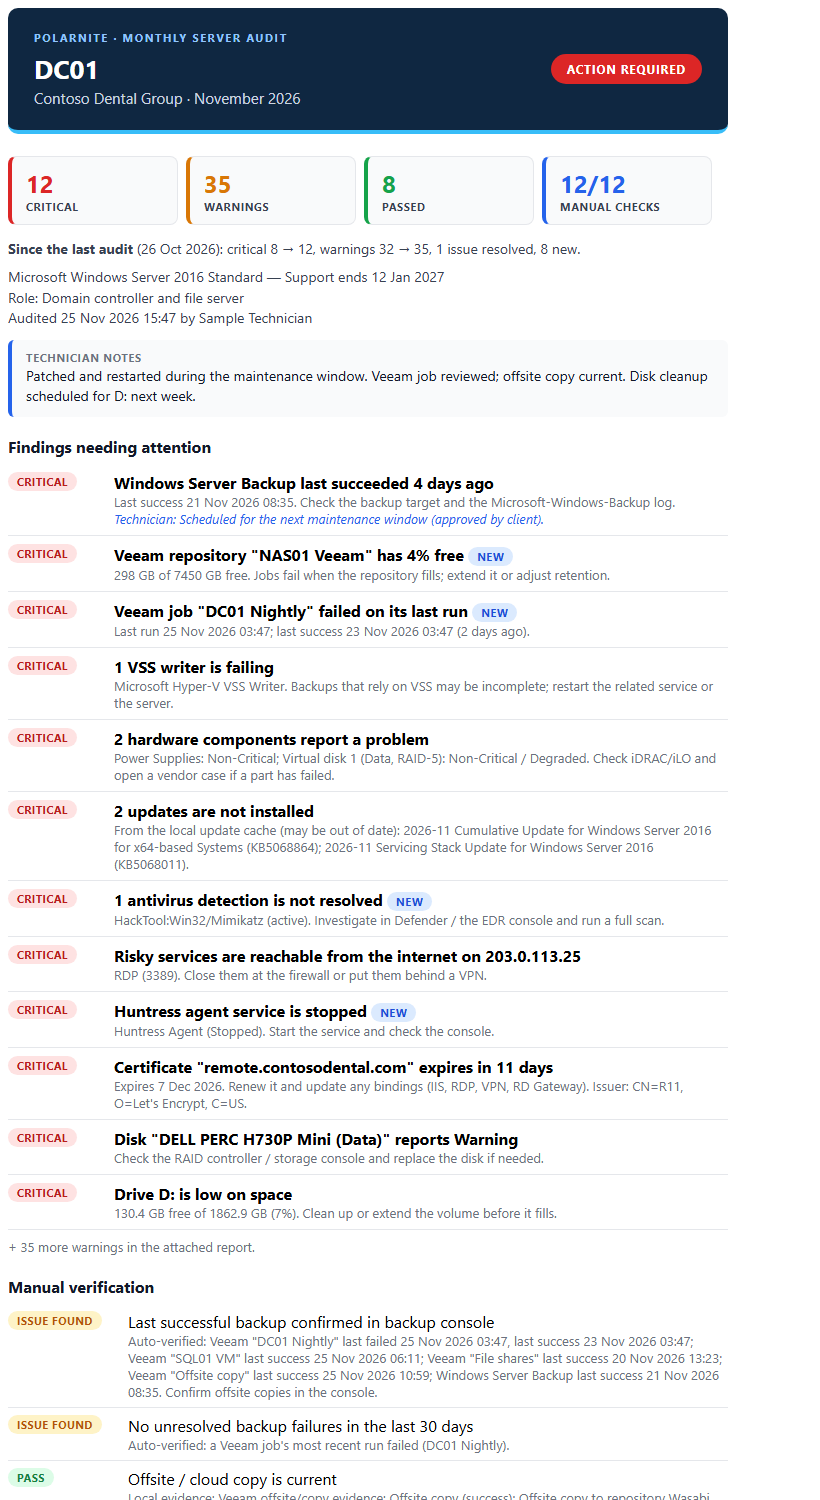 POLARNITE · MONTHLY SERVER AUDIT
DC01
ACTION REQUIRED
Contoso Dental Group · November 2026
12
CRITICAL
35
WARNINGS
8
PASSED
12/12
MANUAL CHECKS
Since the last audit (26 Oct 2026): critical 8 → 12, warnings 32 → 35, 1 issue resolved, 8 new.
Microsoft Windows Server 2016 Standard — Support ends 12 Jan 2027
Role: Domain controller and file server
Audited 25 Nov 2026 15:47 by Sample Technician
TECHNICIAN NOTES
Patched and restarted during the maintenance window. Veeam job reviewed; offsite copy current. Disk cleanup
scheduled for D: next week.
Findings needing attention
CRITICAL
Windows Server Backup last succeeded 4 days ago
Last success 21 Nov 2026 08:35. Check the backup target and the Microsoft-Windows-Backup log.
Technician: Scheduled for the next maintenance window (approved by client).
CRITICAL
Veeam repository "NAS01 Veeam" has 4% free NEW
298 GB of 7450 GB free. Jobs fail when the repository fills; extend it or adjust retention.
CRITICAL
Veeam job "DC01 Nightly" failed on its last run NEW
Last run 25 Nov 2026 03:47; last success 23 Nov 2026 03:47 (2 days ago).
CRITICAL
1 VSS writer is failing
Microsoft Hyper-V VSS Writer. Backups that rely on VSS may be incomplete; restart the related service or
the server.
CRITICAL
2 hardware components report a problem
Power Supplies: Non-Critical; Virtual disk 1 (Data, RAID-5): Non-Critical / Degraded. Check iDRAC/iLO and
open a vendor case if a part has failed.
CRITICAL
2 updates are not installed
From the local update cache (may be out of date): 2026-11 Cumulative Update for Windows Server 2016
for x64-based Systems (KB5068864); 2026-11 Servicing Stack Update for Windows Server 2016
(KB5068011).
CRITICAL
1 antivirus detection is not resolved NEW
HackTool:Win32/Mimikatz (active). Investigate in Defender / the EDR console and run a full scan.
CRITICAL
Risky services are reachable from the internet on 203.0.113.25
RDP (3389). Close them at the firewall or put them behind a VPN.
CRITICAL
Huntress agent service is stopped NEW
Huntress Agent (Stopped). Start the service and check the console.
CRITICAL
Certificate "remote.contosodental.com" expires in 11 days
Expires 7 Dec 2026. Renew it and update any bindings (IIS, RDP, VPN, RD Gateway). Issuer: CN=R11,
O=Let's Encrypt, C=US.
CRITICAL
Disk "DELL PERC H730P Mini (Data)" reports Warning
Check the RAID controller / storage console and replace the disk if needed.
CRITICAL
Drive D: is low on space
130.4 GB free of 1862.9 GB (7%). Clean up or extend the volume before it fills.
+ 35 more warnings in the attached report.
Manual verification
ISSUE FOUND
Last successful backup confirmed in backup console
Auto-verified: Veeam "DC01 Nightly" last failed 25 Nov 2026 03:47, last success 23 Nov 2026 03:47;
Veeam "SQL01 VM" last success 25 Nov 2026 06:11; Veeam "File shares" last success 20 Nov 2026 13:23;
Veeam "Offsite copy" last success 25 Nov 2026 10:59; Windows Server Backup last success 21 Nov 2026
08:35. Confirm offsite copies in the console.
ISSUE FOUND
No unresolved backup failures in the last 30 days
Auto-verified: a Veeam job's most recent run failed (DC01 Nightly).
PASS
Offsite / cloud copy is current
Local evidence: Veeam offsite/copy evidence: Offsite copy (success); Offsite copy to repository Wasabi